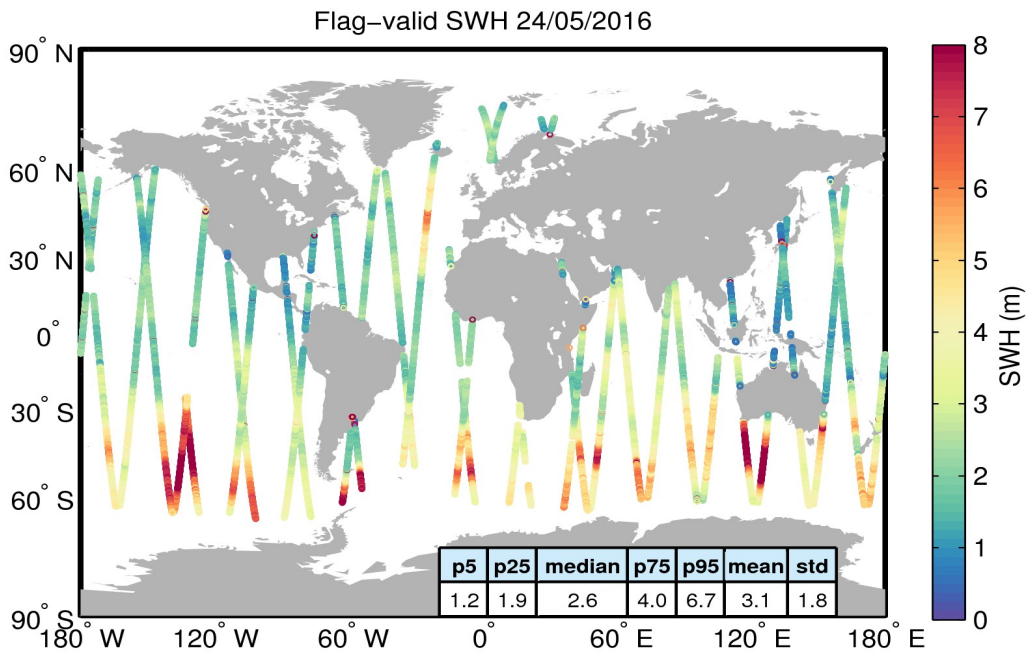 Flag−valid SWH 24/05/2016
90° N
60° N
30° N
0°
30° S
60° S
90° S
180° W
120° W
60° W
0°
60° E
120° E
180° E
p5 p25 median p75 p95 mean std
1.2 1.9 2.6 4.0 6.7 3.1 1.8
8
7
6
5
4
3
2
1
0
SWH (m)